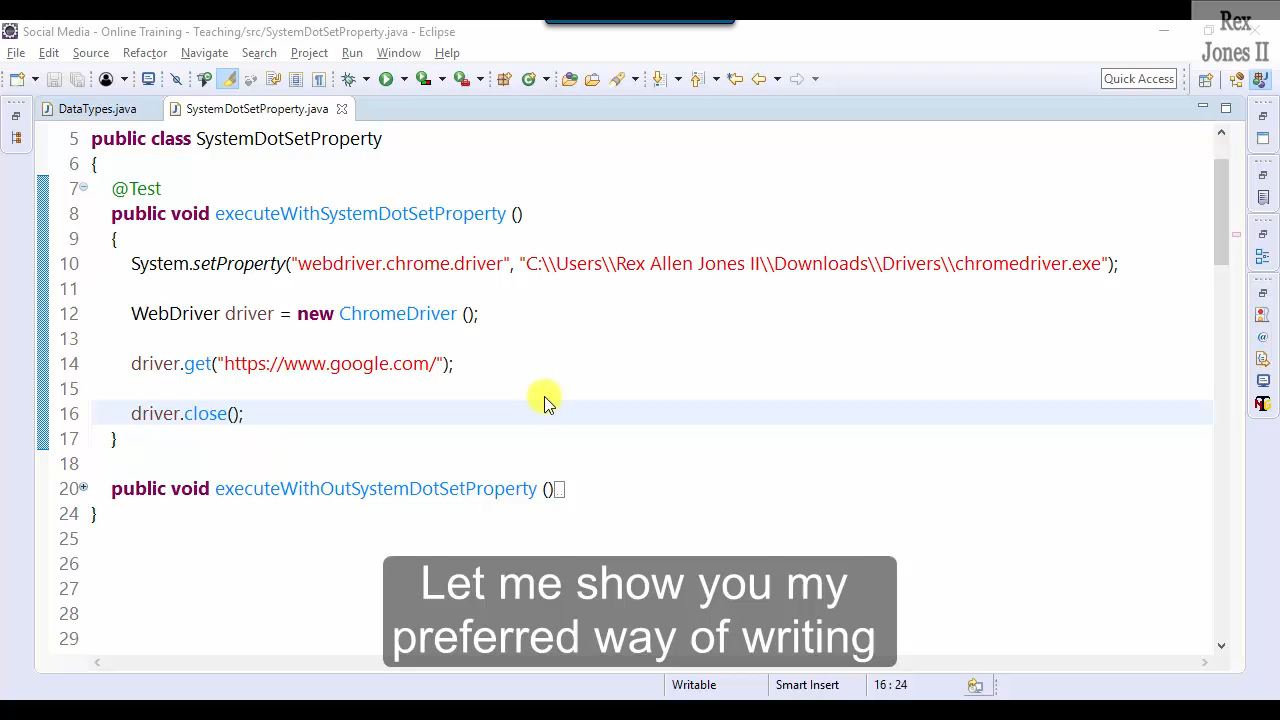 Social Media - Online Training - Teaching/src/SystemDotSetProperty.java - Eclipse
Rex
Jones II
File Edit Source Refactor Navigate Search Project Run Window Help
Quick Access
DataTypes.java SystemDotSetProperty.java
5 public class SystemDotSetProperty
6 {
7 @Test
8 public void executeWithSystemDotSetProperty ()
9 {
10 System.setProperty("webdriver.chrome.driver", "C:\\Users\\Rex Allen Jones II\\Downloads\\Drivers\\chromedriver.exe");
11
12 WebDriver driver = new ChromeDriver ();
13
14 driver.get("https://www.google.com/");
15
16 driver.close();
17 }
18
20 public void executeWithOutSystemDotSetProperty ()
24 }
25
26
27
28
29
Let me show you my
preferred way of writing
Writable Smart Insert 16 : 24